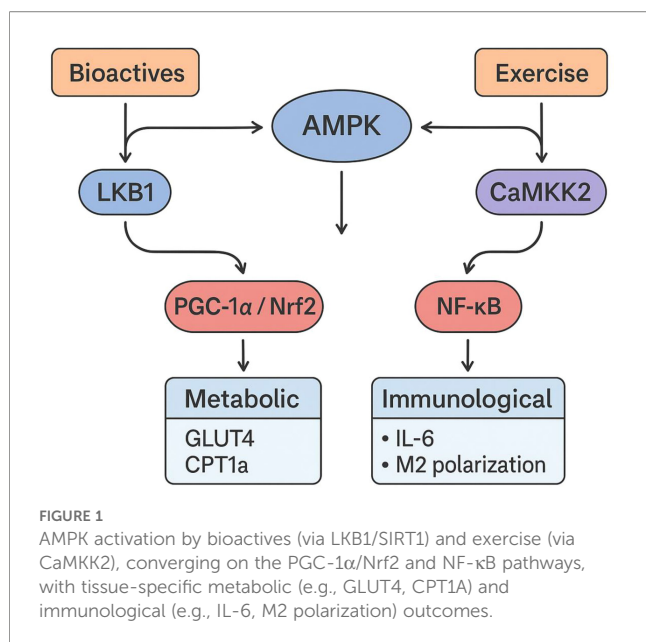 Bioactives
Exercise
AMPK
LKB1
CaMKK2
PGC-1α / Nrf2
NF-κB
Metabolic
GLUT4
CPT1a
Immunological
• IL-6
• M2 polarization
FIGURE 1
AMPK activation by bioactives (via LKB1/SIRT1) and exercise (via
CaMKK2), converging on the PGC-1α/Nrf2 and NF-κB pathways,
with tissue-specific metabolic (e.g., GLUT4, CPT1A) and
immunological (e.g., IL-6, M2 polarization) outcomes.